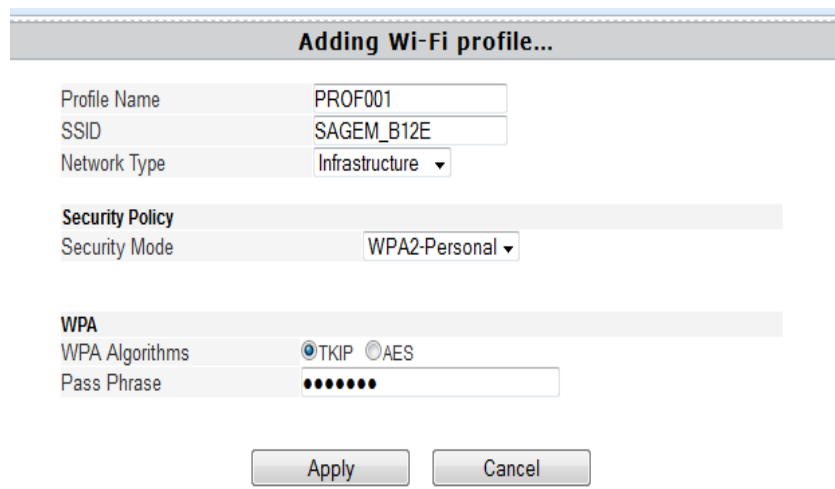 Adding Wi-Fi profile...
Profile Name PROF001
SSID SAGEM_B12E
Network Type Infrastructure
Security Policy
Security Mode WPA2-Personal
WPA
WPA Algorithms TKIP AES
Pass Phrase •••••••
Apply Cancel